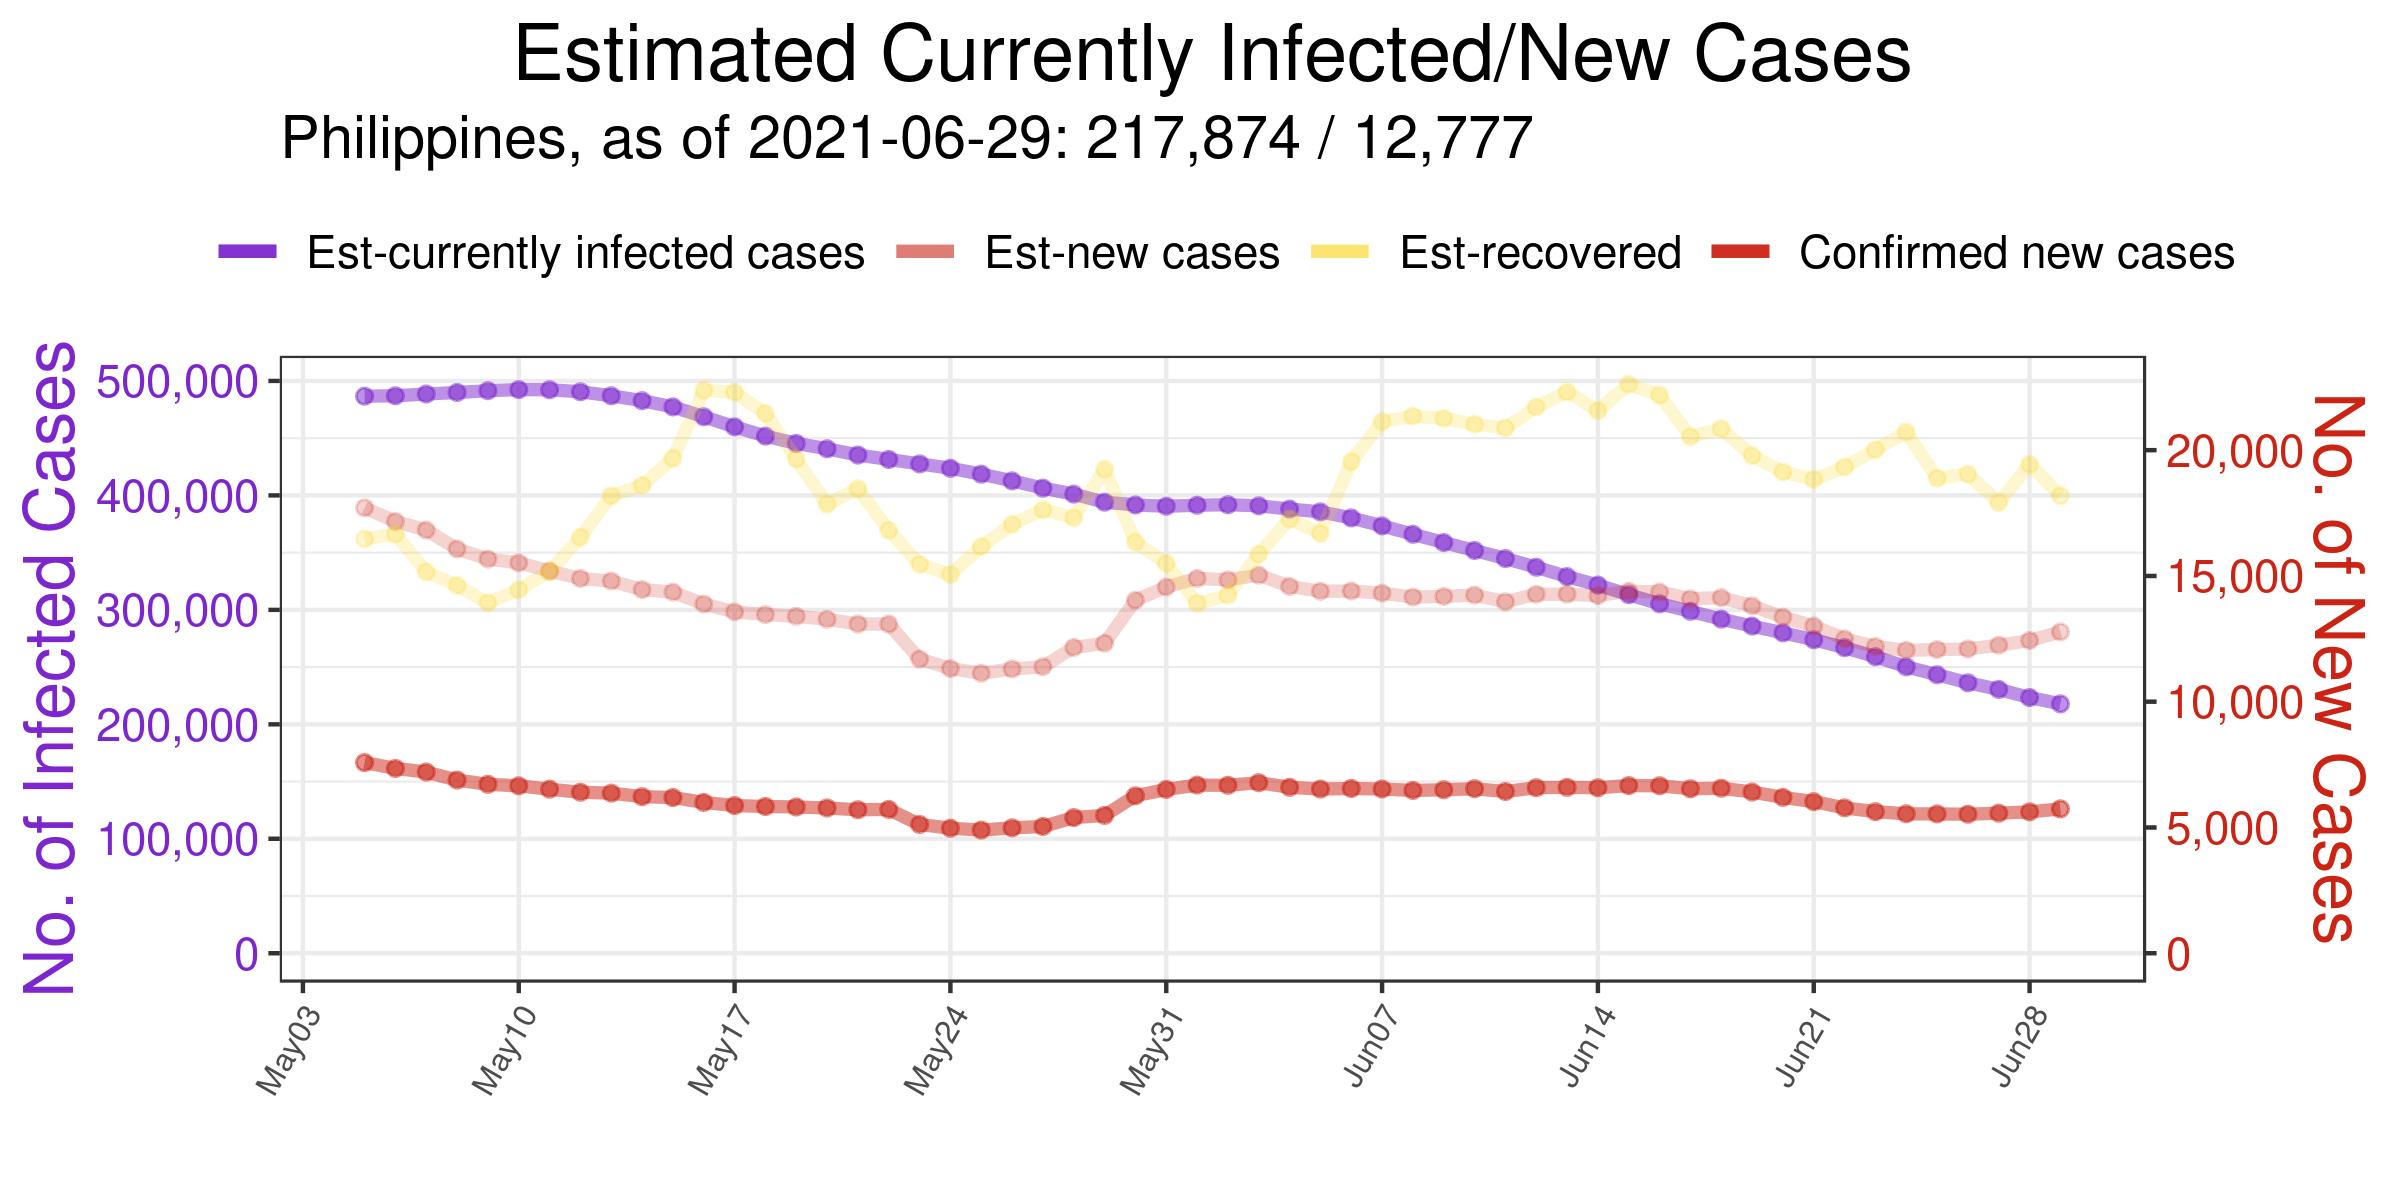 Estimated Currently Infected/New Cases
Philippines, as of 2021-06-29: 217,874 / 12,777
Est-currently infected cases Est-new cases Est-recovered Confirmed new cases
No. of Infected Cases
500,000
400,000
300,000
200,000
100,000
0
20,000
15,000
10,000
5,000
0
No. of New Cases
May03 May10 May17 May24 May31 Jun07 Jun14 Jun21 Jun28